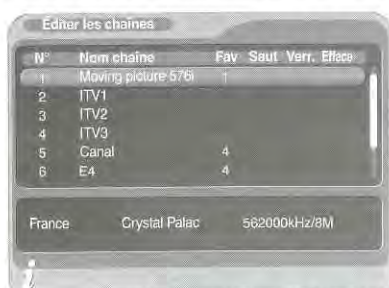 Editer les chaînes
N° Nom chaîne Fav Saut Verr. Efface
1 Moving picture 576i 1
2 ITV1
3 ITV2
4 ITV3
5 Canal 4
6 E4 4
France Crystal Palac 562000kHz/8M
i